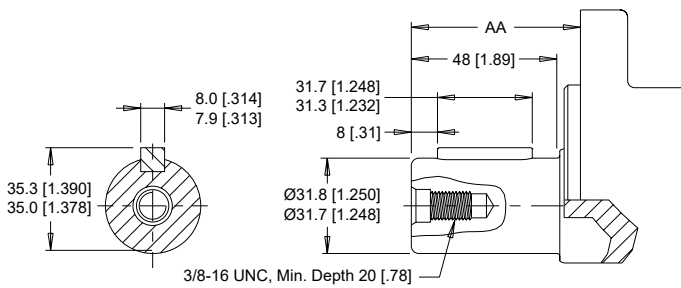 AA
48 [1.89]
31.7 [1.248]
31.3 [1.232]
8.0 [.314]
7.9 [.313]
8 [.31]
35.3 [1.390]
35.0 [1.378]
Ø31.8 [1.250]
Ø31.7 [1.248]
3/8-16 UNC, Min. Depth 20 [.78]